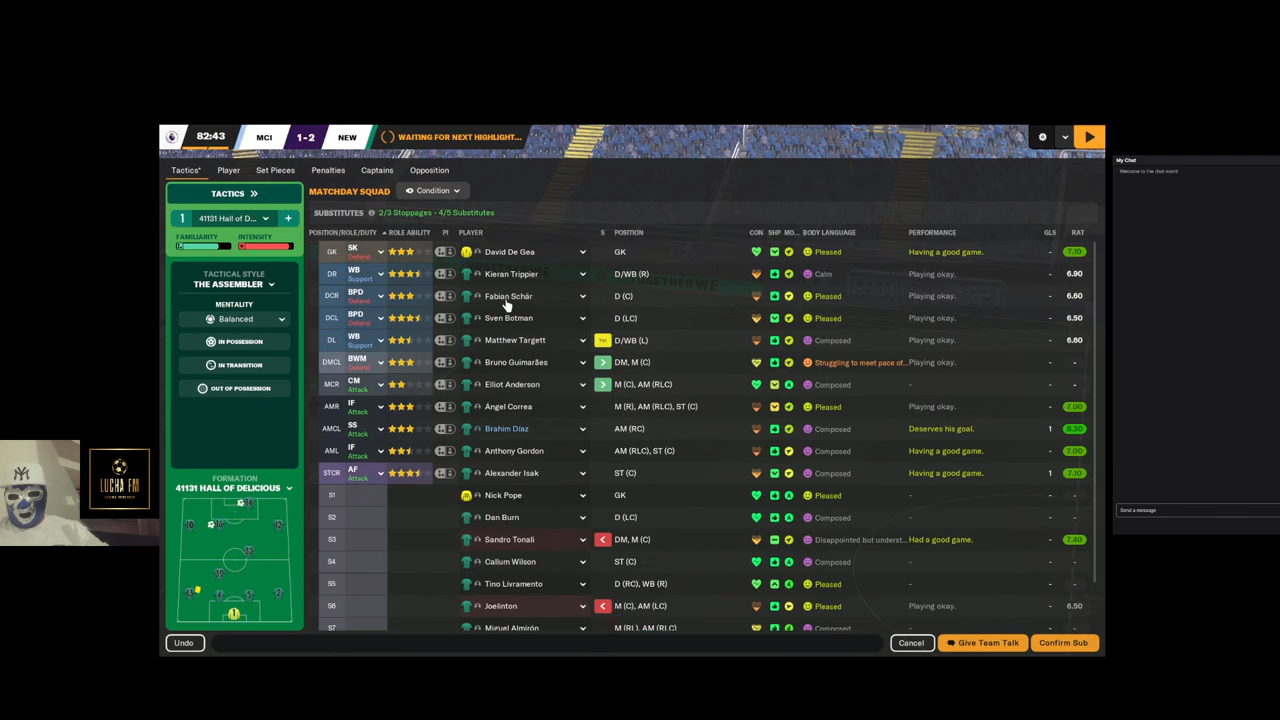 82:43 MCI 1-2 NEW WAITING FOR NEXT HIGHLIGHT...
My Chat
Welcome to the chat room!
Tactics* Player Set Pieces Penalties Captains Opposition
TACTICS
MATCHDAY SQUAD Condition
1 41131 Hall of D... +
SUBSTITUTES 2/3 Stoppages - 4/5 Substitutes
FAMILIARITY INTENSITY
POSITION/ROLE/DUTY ROLE ABILITY PI PLAYER S POSITION CON SHP MO... BODY LANGUAGE PERFORMANCE GLS RAT
GK SK Defend David De Gea GK Pleased Having a good game. - 7.10
DR WB Support Kieran Trippier D/WB (R) Calm Playing okay. - 6.90
DCR BPD Defend Fabian Schär D (C) Pleased Playing okay. - 6.60
DCL BPD Defend Sven Botman D (LC) Pleased Playing okay. - 6.50
DL WB Support Matthew Targett Yel D/WB (L) Composed Playing okay. - 6.60
DMCL BWM Defend Bruno Guimarães DM, M (C) Struggling to meet pace of... - - -
MCR CM Attack Elliot Anderson M (C), AM (RLC) Composed - - -
AMR IF Attack Ángel Correa M (R), AM (RLC), ST (C) Pleased Playing okay. - 7.00
AMCL SS Attack Brahim Díaz AM (RC) Composed Deserves his goal. 1 8.30
AML IF Attack Anthony Gordon AM (RLC), ST (C) Composed Having a good game. - 7.00
STCR AF Attack Alexander Isak ST (C) Composed Having a good game. 1 7.10
S1 Nick Pope GK Pleased - - -
S2 Dan Burn D (LC) Composed - - -
S3 Sandro Tonali DM, M (C) Disappointed but underst... Had a good game. - 7.40
S4 Callum Wilson ST (C) Composed - - -
S5 Tino Livramento D (RC), WB (R) Pleased - - -
S6 Joelinton M (C), AM (LC) Pleased Playing okay. - 6.50
S7 Miguel Almirón M (RL), AM (RLC) Composed - - -
TACTICAL STYLE
THE ASSEMBLER
MENTALITY
Balanced
IN POSSESSION
IN TRANSITION
OUT OF POSSESSION
FORMATION
41131 HALL OF DELICIOUS
NY
LUCHA FM
Send a message
Undo Cancel Give Team Talk Confirm Sub